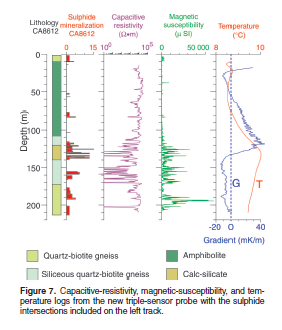 Lithology CA8612
Sulphide mineralization CA8612
Capacitive resistivity (Ω•m)
Magnetic susceptibility (μ SI)
Temperature (°C)
0 15 10⁰ 10⁵ 0 50 000 8 10
Depth (m)
0
50
100
150
200
G T
-20 0 40
Gradient (mK/m)
Quartz-biotite gneiss
Amphibolite
Siliceous quartz-biotite gneiss
Calc-silicate
Figure 7. Capacitive-resistivity, magnetic-susceptibility, and tem-
perature logs from the new triple-sensor probe with the sulphide
intersections included on the left track.